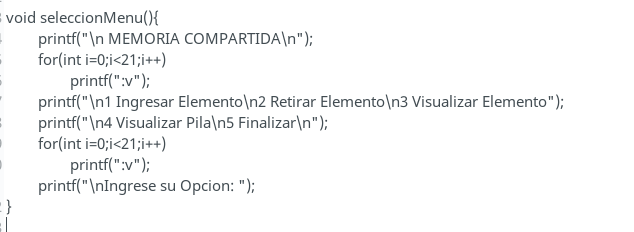 void seleccionMenu(){
printf("\n MEMORIA COMPARTIDA\n");
for(int i=0;i<21;i++)
printf(":v");
printf("\n1 Ingresar Elemento\n2 Retirar Elemento\n3 Visualizar Elemento");
printf("\n4 Visualizar Pila\n5 Finalizar\n");
for(int i=0;i<21;i++)
printf(":v");
printf("\nIngrese su Opcion: ");
}